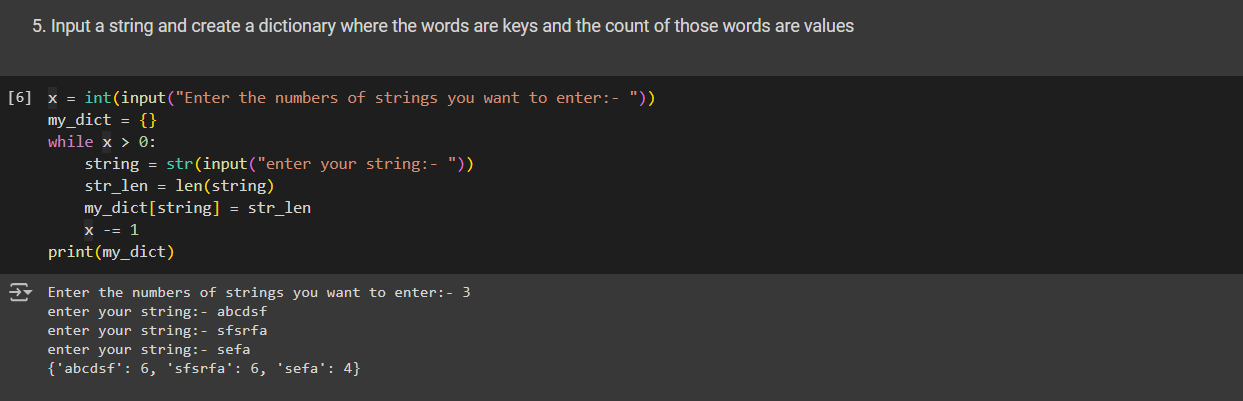 5. Input a string and create a dictionary where the words are keys and the count of those words are values
[6] x = int(input("Enter the numbers of strings you want to enter:- "))
my_dict = {}
while x > 0:
    string = str(input("enter your string:- "))
    str_len = len(string)
    my_dict[string] = str_len
    x -= 1
print(my_dict)
Enter the numbers of strings you want to enter:- 3
enter your string:- abcdsf
enter your string:- sfsrfa
enter your string:- sefa
{'abcdsf': 6, 'sfsrfa': 6, 'sefa': 4}